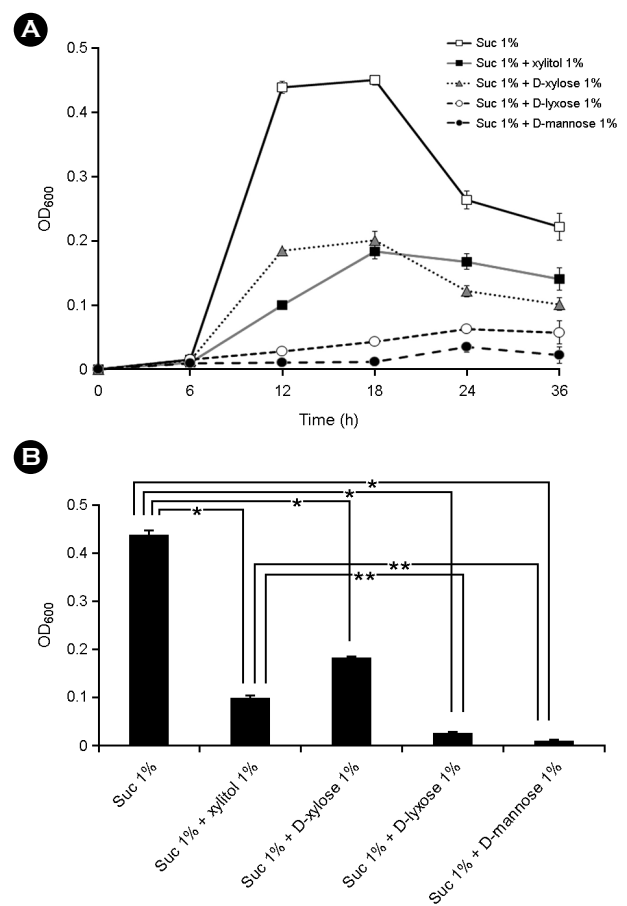 A
0.5
0.4
0.3
0.2
0.1
0
OD600
0 6 12 18 24 36
Time (h)
Suc 1%
Suc 1% + xylitol 1%
Suc 1% + D-xylose 1%
Suc 1% + D-lyxose 1%
Suc 1% + D-mannose 1%
B
0.5
0.4
0.3
0.2
0.1
0
OD600
*
*
*
*
**
**
Suc 1%
Suc 1% + xylitol 1%
Suc 1% + D-xylose 1%
Suc 1% + D-lyxose 1%
Suc 1% + D-mannose 1%